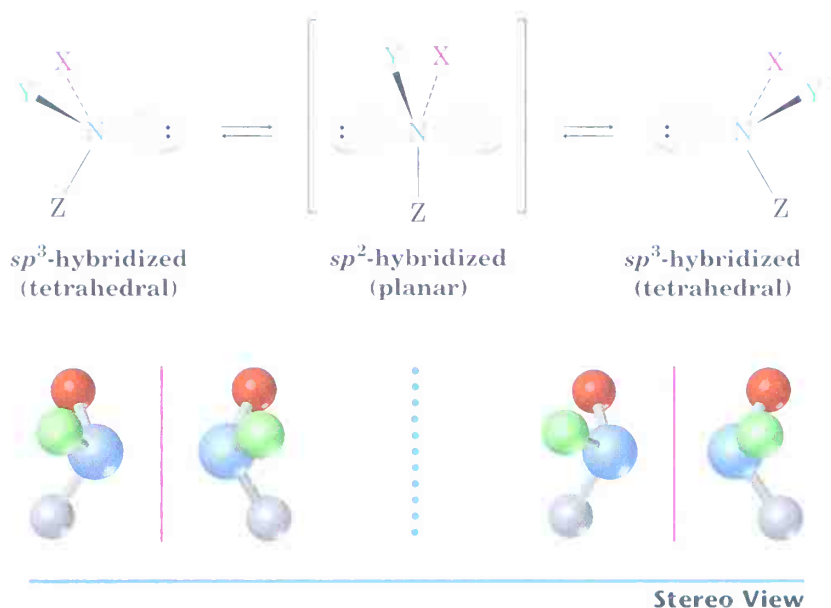 X Y X X
Y N : : N : N Y
Z Z Z
sp³-hybridized sp²-hybridized sp³-hybridized
(tetrahedral) (planar) (tetrahedral)
Stereo View